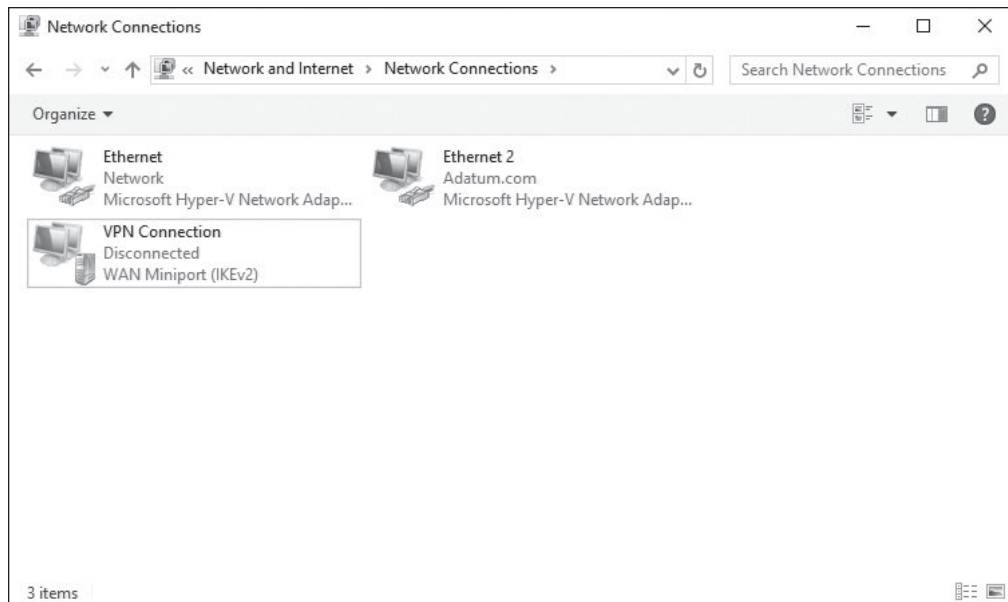 Network Connections
« Network and Internet > Network Connections >
Search Network Connections
Organize
Ethernet
Network
Microsoft Hyper-V Network Adap...
Ethernet 2
Adatum.com
Microsoft Hyper-V Network Adap...
VPN Connection
Disconnected
WAN Miniport (IKEv2)
3 items